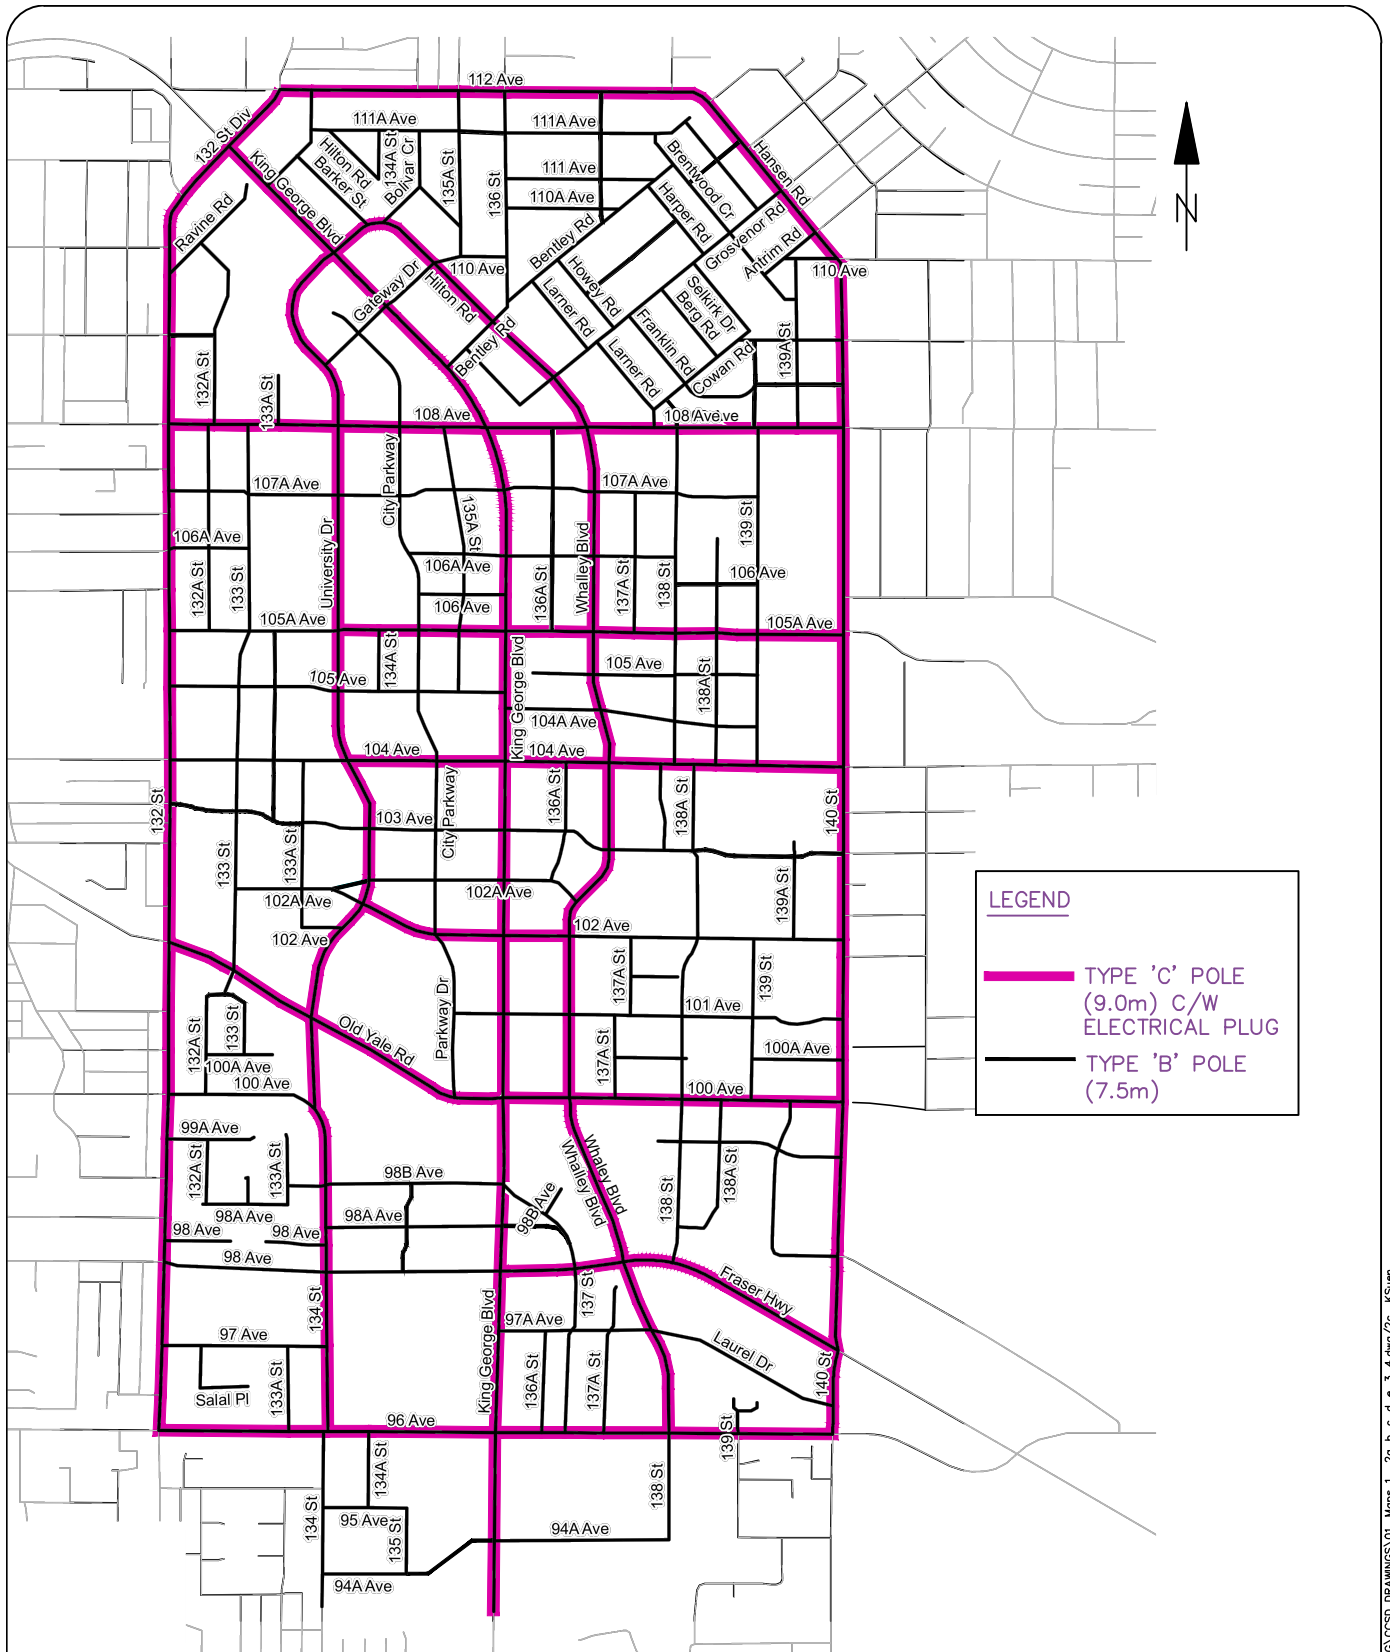 112 Ave
111A Ave
111A Ave
132 St Div
Hilton Rd
Barker St
134A St
Bolivar Cr
135A St
136 St
111 Ave
110A Ave
Brentwood Cr
Hansen Rd
King George Blvd
Ravine Rd
Harper Rd
Grosvenor Rd
Antrim Rd
Bentley Rd
110 Ave
110 Ave
Gateway Dr
Hilton Rd
Howey Rd
Larner Rd
Selkirk Dr
Berg Rd
Franklin Rd
Larner Rd
Cowan Rd
139A St
Bentley Rd
132A St
133A St
N
108 Ave
108 Ave
City Parkway
107A Ave
107A Ave
135A St
139 St
University Dr
Whalley Blvd
106A Ave
106A Ave
132A St
133 St
136A St
137A St
138 St
106 Ave
106 Ave
105A Ave
105A Ave
134A St
King George Blvd
105 Ave
105 Ave
138A St
104A Ave
104 Ave
104 Ave
132 St
City Parkway
136A St
138A St
140 St
103 Ave
133 St
133A St
102A Ave
102A Ave
139A St
102 Ave
102 Ave
137A St
139 St
Parkway Dr
101 Ave
132A St
133 St
Old Yale Rd
137A St
100A Ave
100A Ave
100 Ave
100 Ave
99A Ave
132A St
133A St
98B Ave
98B Ave
Whaley Blvd
Whalley Blvd
138 St
138A St
98A Ave
98A Ave
98 Ave
98 Ave
98 Ave
134 St
King George Blvd
137 St
Fraser Hwy
97A Ave
97 Ave
Laurel Dr
Salal Pl
133A St
136A St
137A St
140 St
96 Ave
139 St
134A St
134 St
138 St
95 Ave
135 St
94A Ave
94A Ave
LEGEND
TYPE 'C' POLE
(9.0m) C/W
ELECTRICAL PLUG
TYPE 'B' POLE
(7.5m)